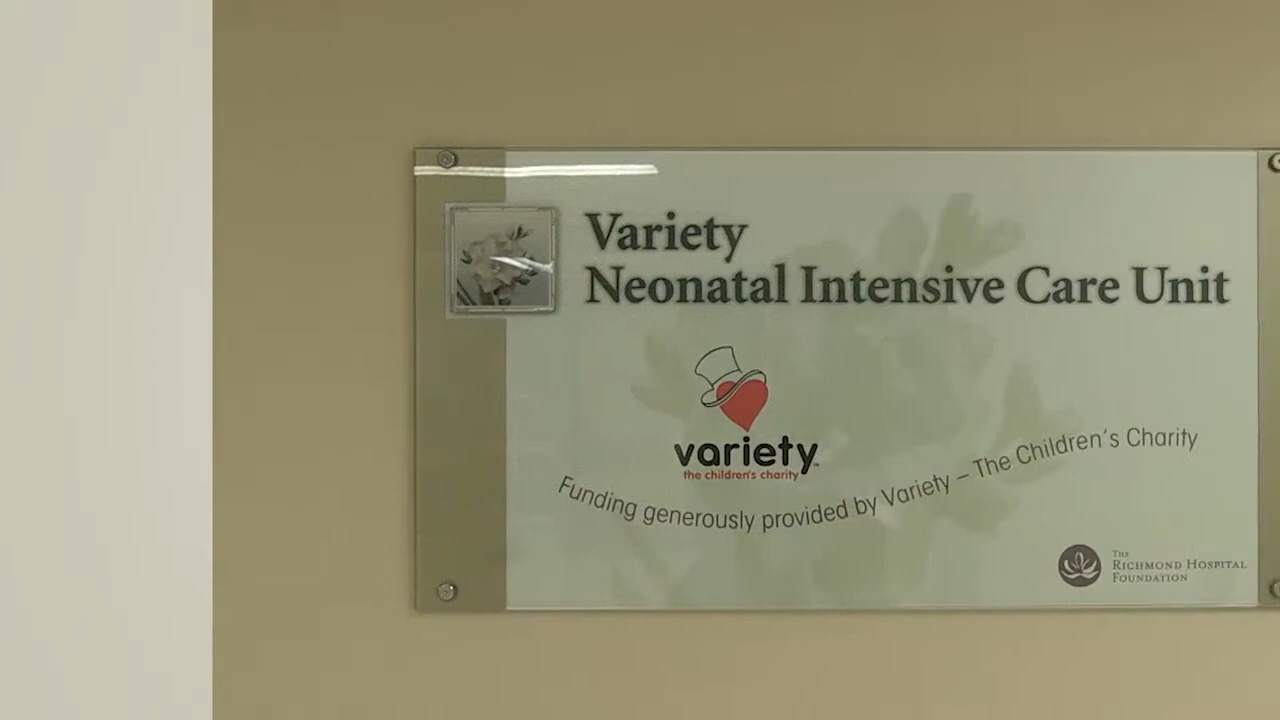 Variety
Neonatal Intensive Care Unit
variety™
the children's charity
Funding generously provided by Variety – The Children's Charity
The
Richmond Hospital
Foundation